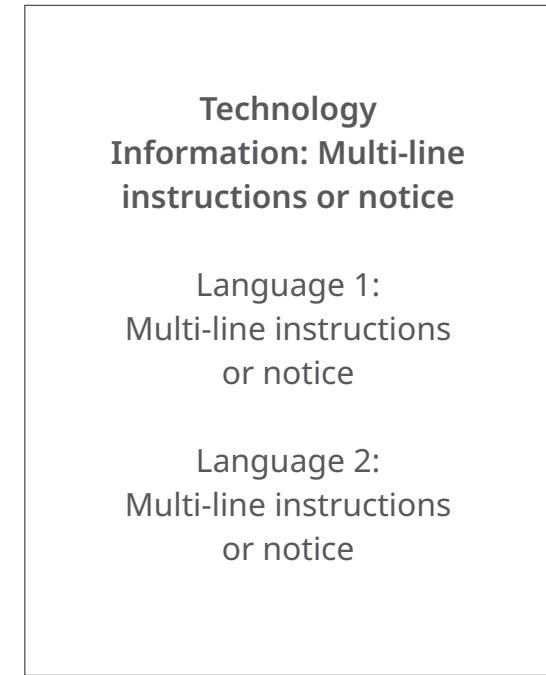 Technology
Information: Multi-line
instructions or notice
Language 1:
Multi-line instructions
or notice
Language 2:
Multi-line instructions
or notice